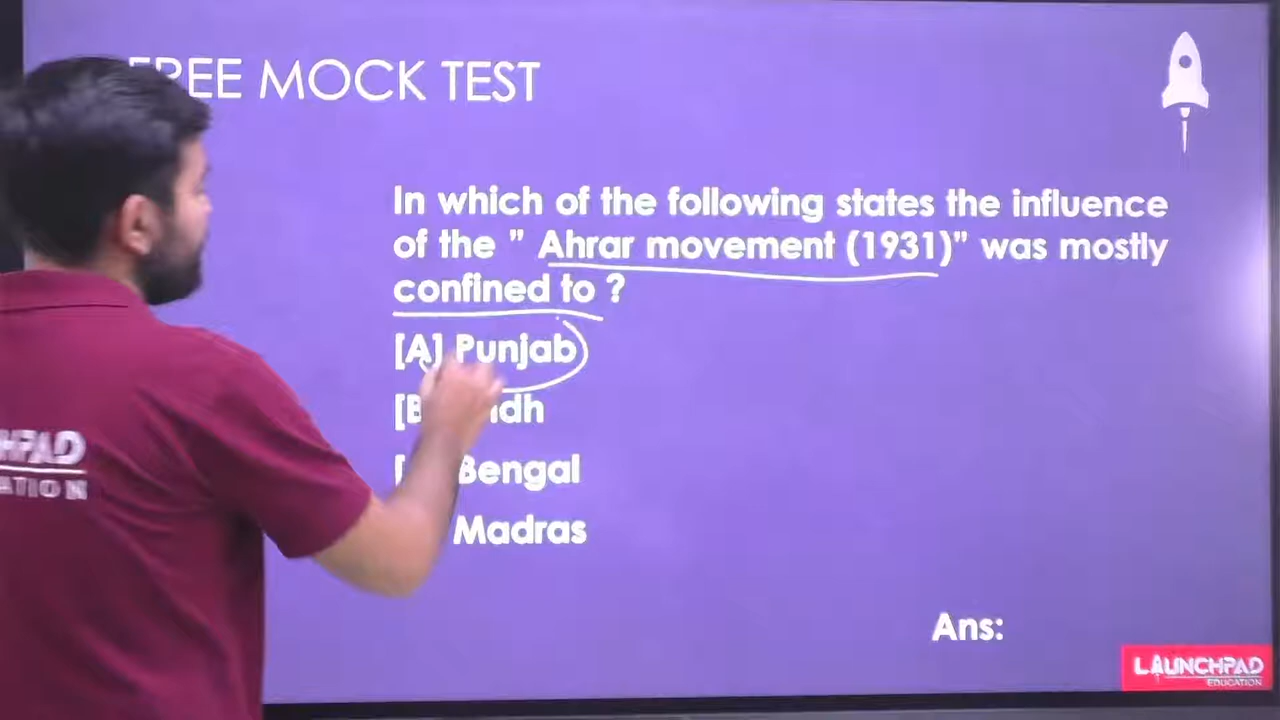 FREE MOCK TEST
In which of the following states the influence
of the " Ahrar movement (1931)" was mostly
confined to ?
[A] Punjab
Bengal
Madras
Ans:
LAUNCHPAD
EDUCATION